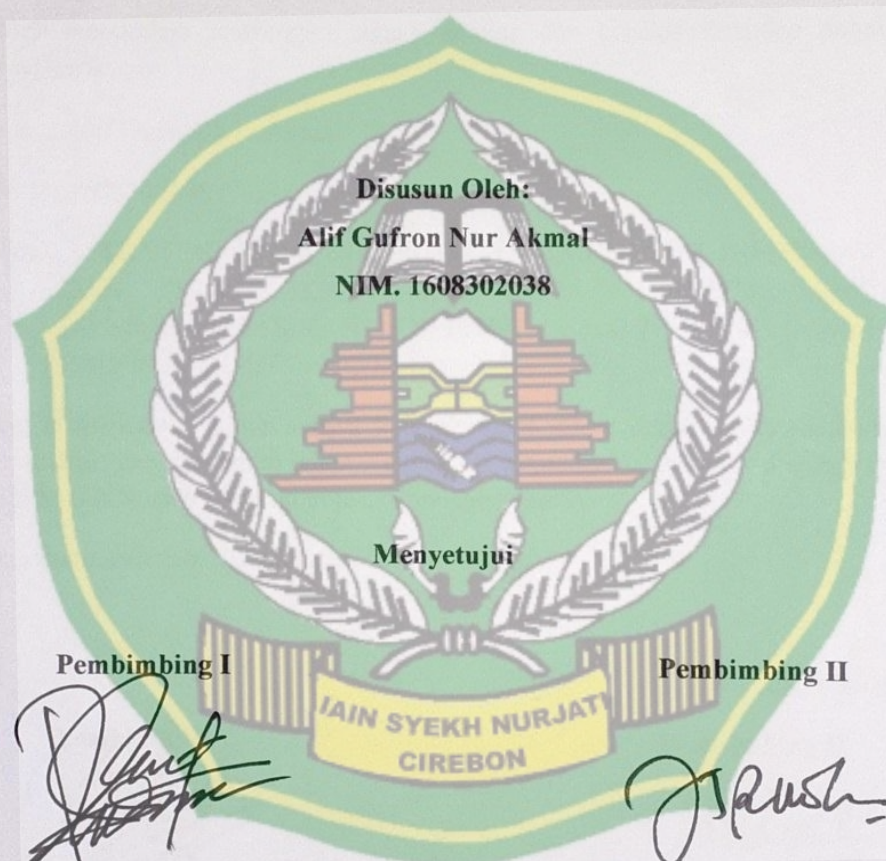 Disusun Oleh:
Alif Gufron Nur Akmal
NIM. 1608302038
Menyetujui
Pembimbing I
Pembimbing II
IAIN SYEKH NURJATI
CIREBON